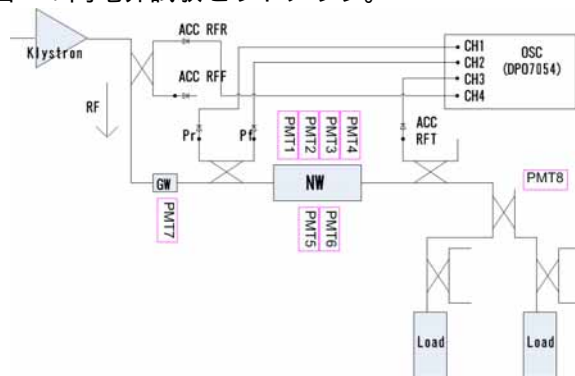 Klystron
ACC RFR
ACC RFF
RF
Pr
Pf
CH1
CH2
CH3
CH4
OSC
(DPO7054)
ACC
RFT
PMT1
PMT2
PMT3
PMT4
GW
NW
PMT7
PMT5
PMT6
PMT8
Load
Load